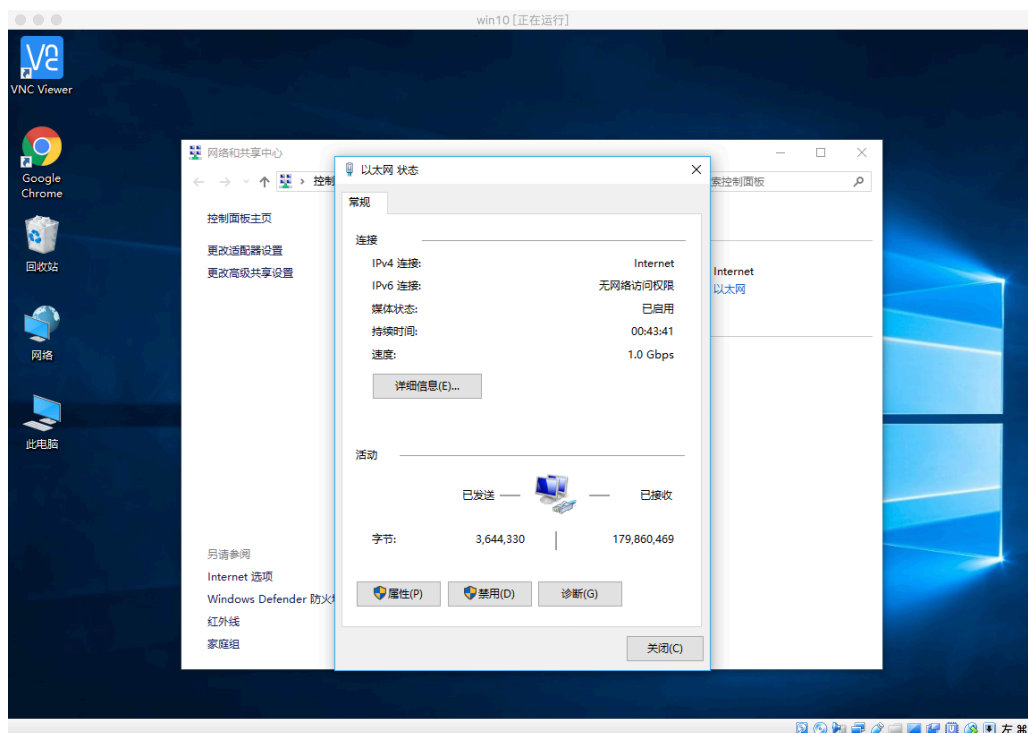 win10 [正在运行]
VNC Viewer
Google
Chrome
回收站
网络
此电脑
网络和共享中心
控制
索控制面板
控制面板主页
更改适配器设置
更改高级共享设置
Internet
以太网
另请参阅
Internet 选项
Windows Defender 防火
红外线
家庭组
以太网 状态
常规
连接
IPv4 连接: Internet
IPv6 连接: 无网络访问权限
媒体状态: 已启用
持续时间: 00:43:41
速度: 1.0 Gbps
详细信息(E)...
活动
已发送 — — 已接收
字节: 3,644,330 179,860,469
属性(P) 禁用(D) 诊断(G)
关闭(C)
左 ⌘